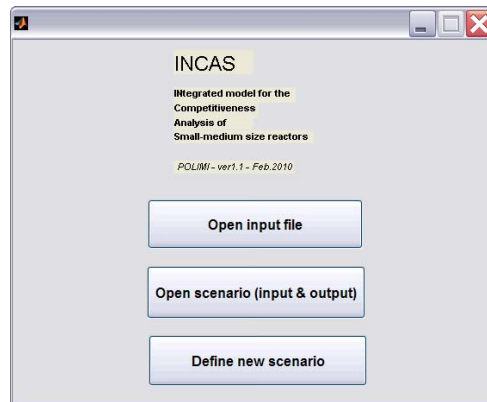 INCAS
INtegrated model for the
Competitiveness
Analysis of
Small-medium size reactors
POLIMI - ver1.1 - Feb.2010
Open input file
Open scenario (input & output)
Define new scenario